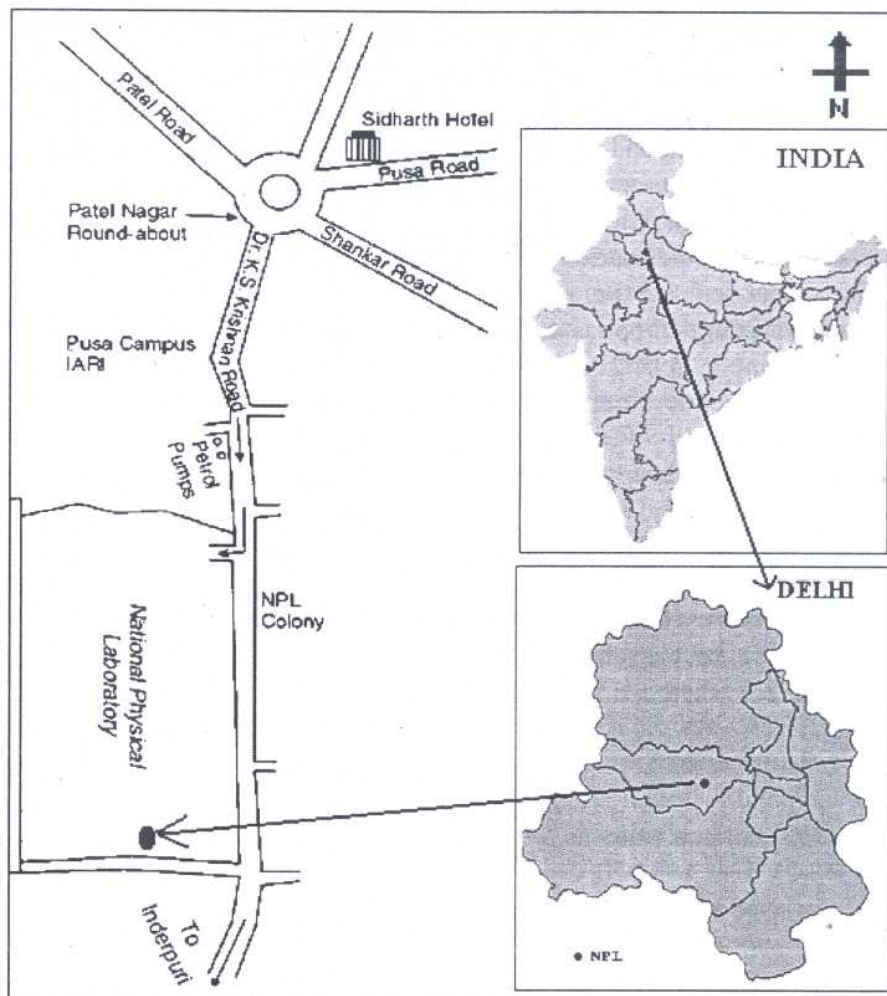 N
Patel Road
Sidharth Hotel
Pusa Road
Patel Nagar
Round-about
Shankar Road
Dr. K.S. Krishnan Road
Pusa Campus
IARI
Petrol
Pumps
NPL
Colony
National Physical
Laboratory
To
Inderpuri
INDIA
DELHI
NPL